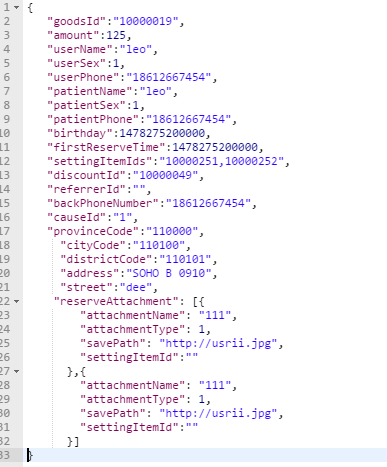 1 {
2 "goodsId":"10000019",
3 "amount":125,
4 "userName":"leo",
5 "userSex":1,
6 "userPhone":"18612667454",
7 "patientName":"leo",
8 "patientSex":1,
9 "patientPhone":"18612667454",
10 "birthday":1478275200000,
11 "firstReserveTime":1478275200000,
12 "settingItemIds":"10000251,10000252",
13 "discountId":"10000049",
14 "referrerId":"",
15 "backPhoneNumber":"18612667454",
16 "causeId":"1",
17 "provinceCode":"110000",
18 "cityCode":"110100",
19 "districtCode":"110101",
20 "address":"SOHO B 0910",
21 "street":"dee",
22 "reserveAttachment": [{
23 "attachmentName": "111",
24 "attachmentType": 1,
25 "savePath": "http://usrii.jpg",
26 "settingItemId":""
27 },{
28 "attachmentName": "111",
29 "attachmentType": 1,
30 "savePath": "http://usrii.jpg",
31 "settingItemId":""
32 }]
33 }